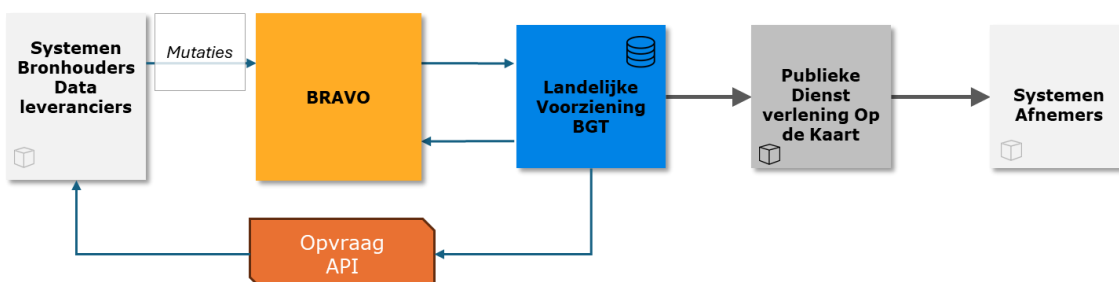 Systemen
Bronhouders
Data
leveranciers
Mutaties
BRAVO
Landelijke
Voorziening
BGT
Publieke
Dienst
verlening Op
de Kaart
Systemen
Afnemers
Opvraag
API